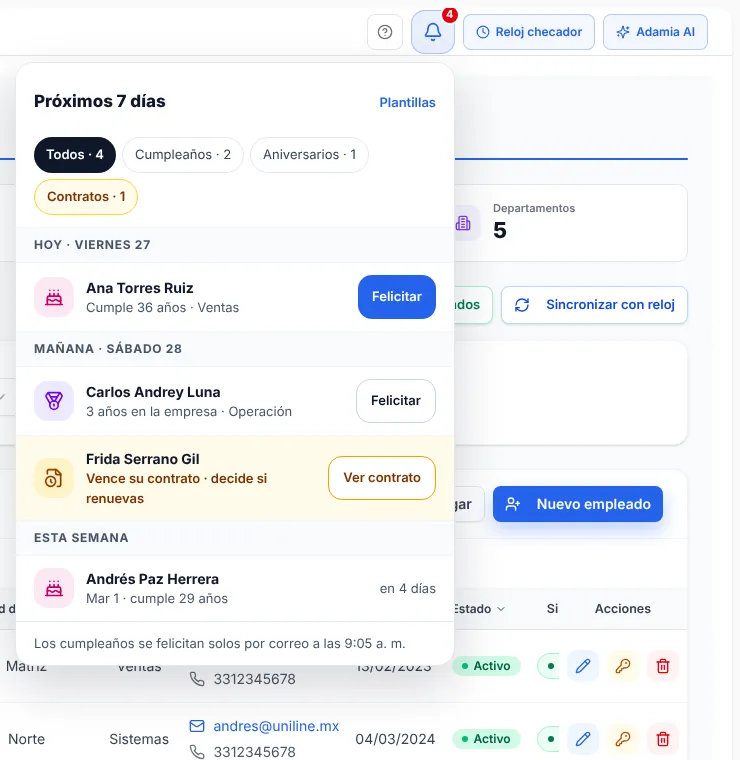 4
Reloj checador
Adamia AI
Próximos 7 días
Plantillas
Todos · 4
Cumpleaños · 2
Aniversarios · 1
Contratos · 1
Departamentos
5
HOY · VIERNES 27
Ana Torres Ruiz
Cumple 36 años · Ventas
Felicitar
dos
Sincronizar con reloj
MAÑANA · SÁBADO 28
Carlos Andrey Luna
3 años en la empresa · Operación
Felicitar
Frida Serrano Gil
Vence su contrato · decide si
renuevas
Ver contrato
gar
Nuevo empleado
ESTA SEMANA
Andrés Paz Herrera
Mar 1 · cumple 29 años
en 4 días
d d
Estado
Si
Acciones
Los cumpleaños se felicitan solos por correo a las 9:05 a. m.
Matriz
Ventas
13/02/2023
Activo
3312345678
Norte
Sistemas
andres@uniline.mx
04/03/2024
Activo
3312345678